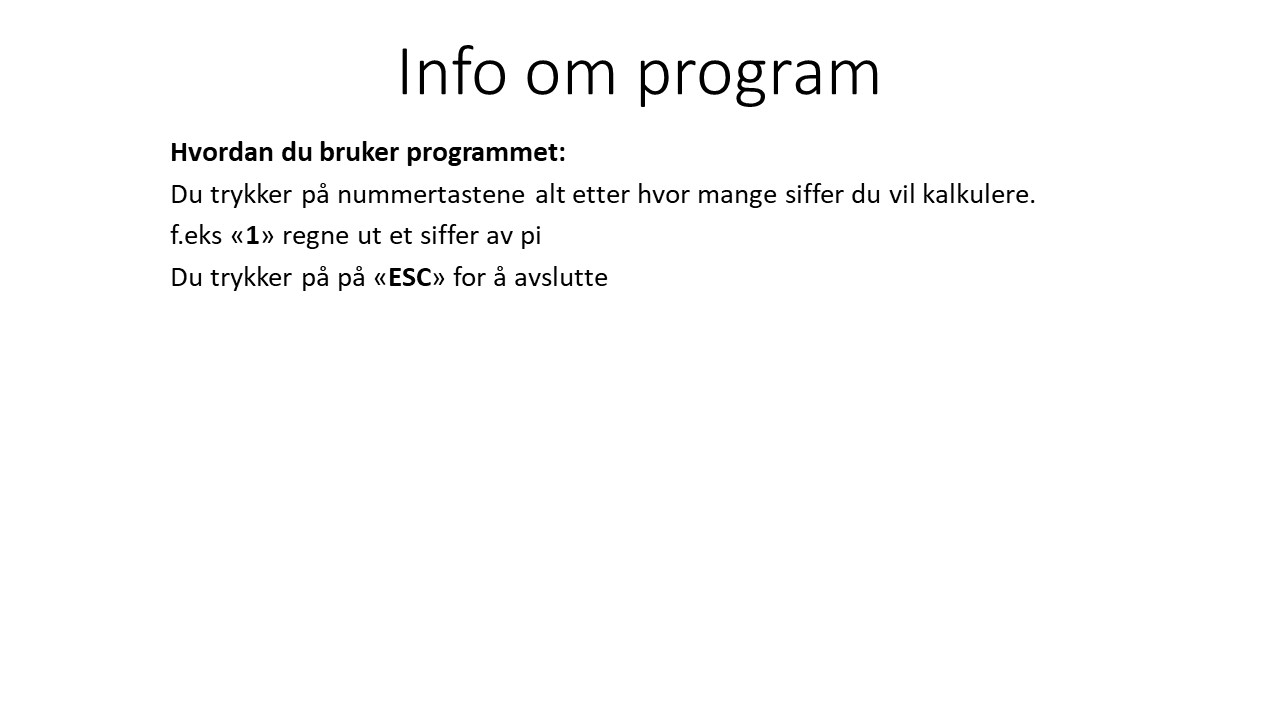 Info om program
Hvordan du bruker programmet:
Du trykker på nummertastene alt etter hvor mange siffer du vil kalkulere.
f.eks «1» regne ut et siffer av pi
Du trykker på på «ESC» for å avslutte